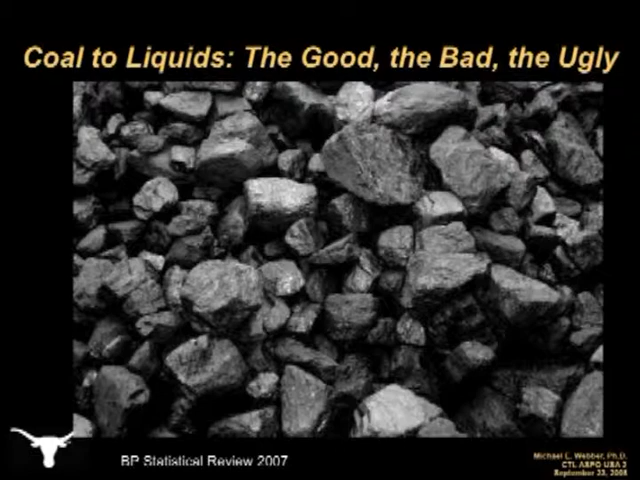 Coal to Liquids: The Good, the Bad, the Ugly
BP Statistical Review 2007
Michael E. Webber, Ph.D.
CTL ASPO USA 2
September 23, 2008